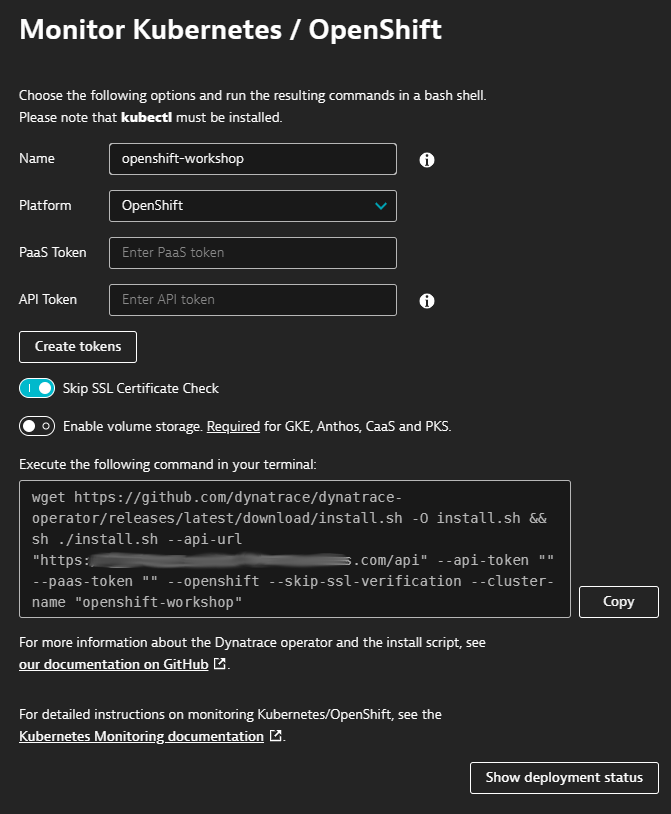 Monitor Kubernetes / OpenShift
Choose the following options and run the resulting commands in a bash shell.
Please note that kubectl must be installed.
Name openshift-workshop
Platform OpenShift
PaaS Token Enter PaaS token
API Token Enter API token
Create tokens
Skip SSL Certificate Check
Enable volume storage. Required for GKE, Anthos, CaaS and PKS.
Execute the following command in your terminal:
wget https://github.com/dynatrace/dynatrace-
operator/releases/latest/download/install.sh -O install.sh &&
sh ./install.sh --api-url
"https: s.com/api" --api-token ""
--paas-token "" --openshift --skip-ssl-verification --cluster-
name "openshift-workshop"
Copy
For more information about the Dynatrace operator and the install script, see
our documentation on GitHub.
For detailed instructions on monitoring Kubernetes/OpenShift, see the
Kubernetes Monitoring documentation.
Show deployment status